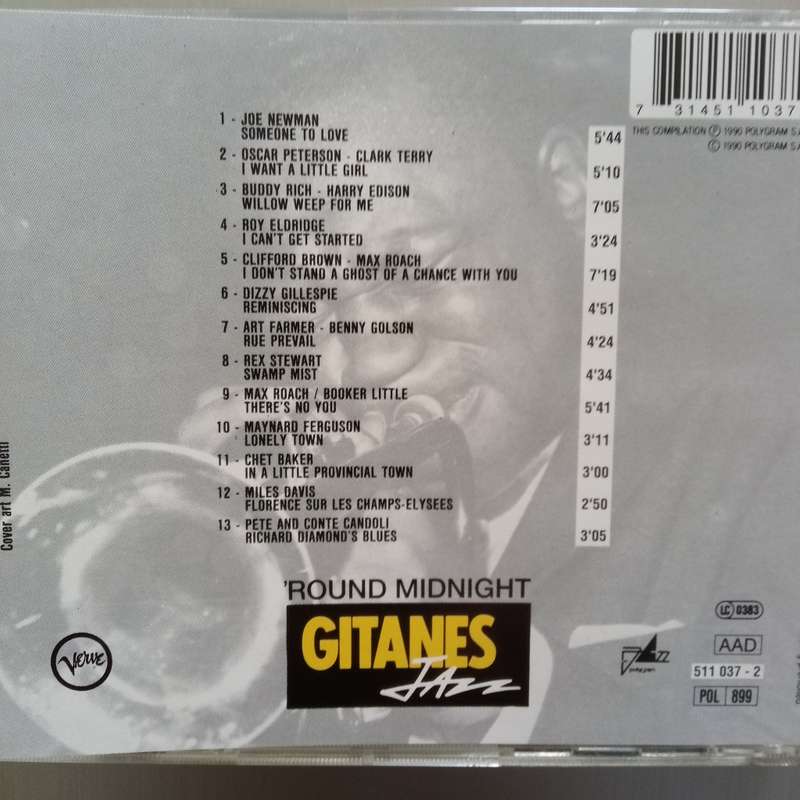 7 31451 1037
THIS COMPILATION Ⓟ 1990 POLYGRAM S.A
© 1990 POLYGRAM S.A
1 - JOE NEWMAN
SOMEONE TO LOVE 5'44
2 - OSCAR PETERSON - CLARK TERRY
I WANT A LITTLE GIRL 5'10
3 - BUDDY RICH - HARRY EDISON
WILLOW WEEP FOR ME 7'05
4 - ROY ELDRIDGE
I CAN'T GET STARTED 3'24
5 - CLIFFORD BROWN - MAX ROACH
I DON'T STAND A GHOST OF A CHANCE WITH YOU 7'19
6 - DIZZY GILLESPIE
REMINISCING 4'51
7 - ART FARMER - BENNY GOLSON
RUE PREVAIL 4'24
8 - REX STEWART
SWAMP MIST 4'34
9 - MAX ROACH / BOOKER LITTLE
THERE'S NO YOU 5'41
10 - MAYNARD FERGUSON
LONELY TOWN 3'11
11 - CHET BAKER
IN A LITTLE PROVINCIAL TOWN 3'00
12 - MILES DAVIS
FLORENCE SUR LES CHAMPS-ELYSEES 2'50
13 - PETE AND CONTE CANDOLI
RICHARD DIAMOND'S BLUES 3'05
Cover art M. Canetti
'ROUND MIDNIGHT
GITANES
JAZZ
VERVE
LC 0383
AAD
511 037 - 2
POL 899